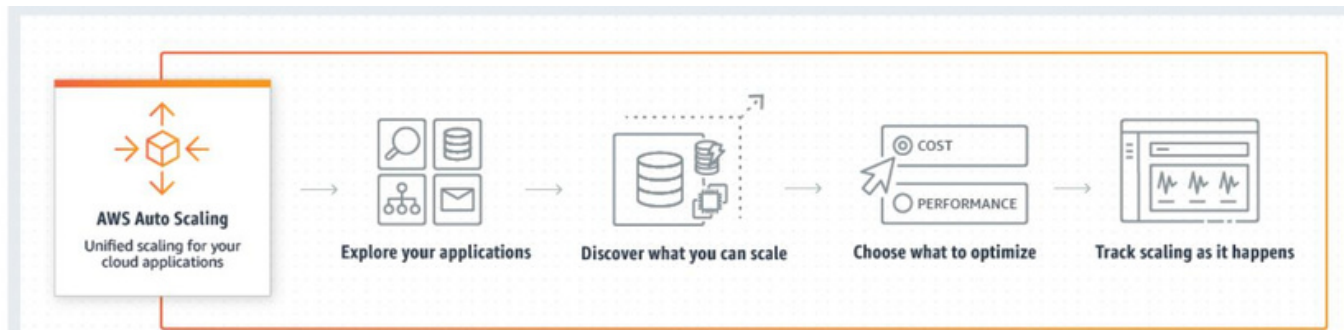 AWS Auto Scaling
Unified scaling for your
cloud applications
Explore your applications
Discover what you can scale
COST
PERFORMANCE
Choose what to optimize
Track scaling as it happens